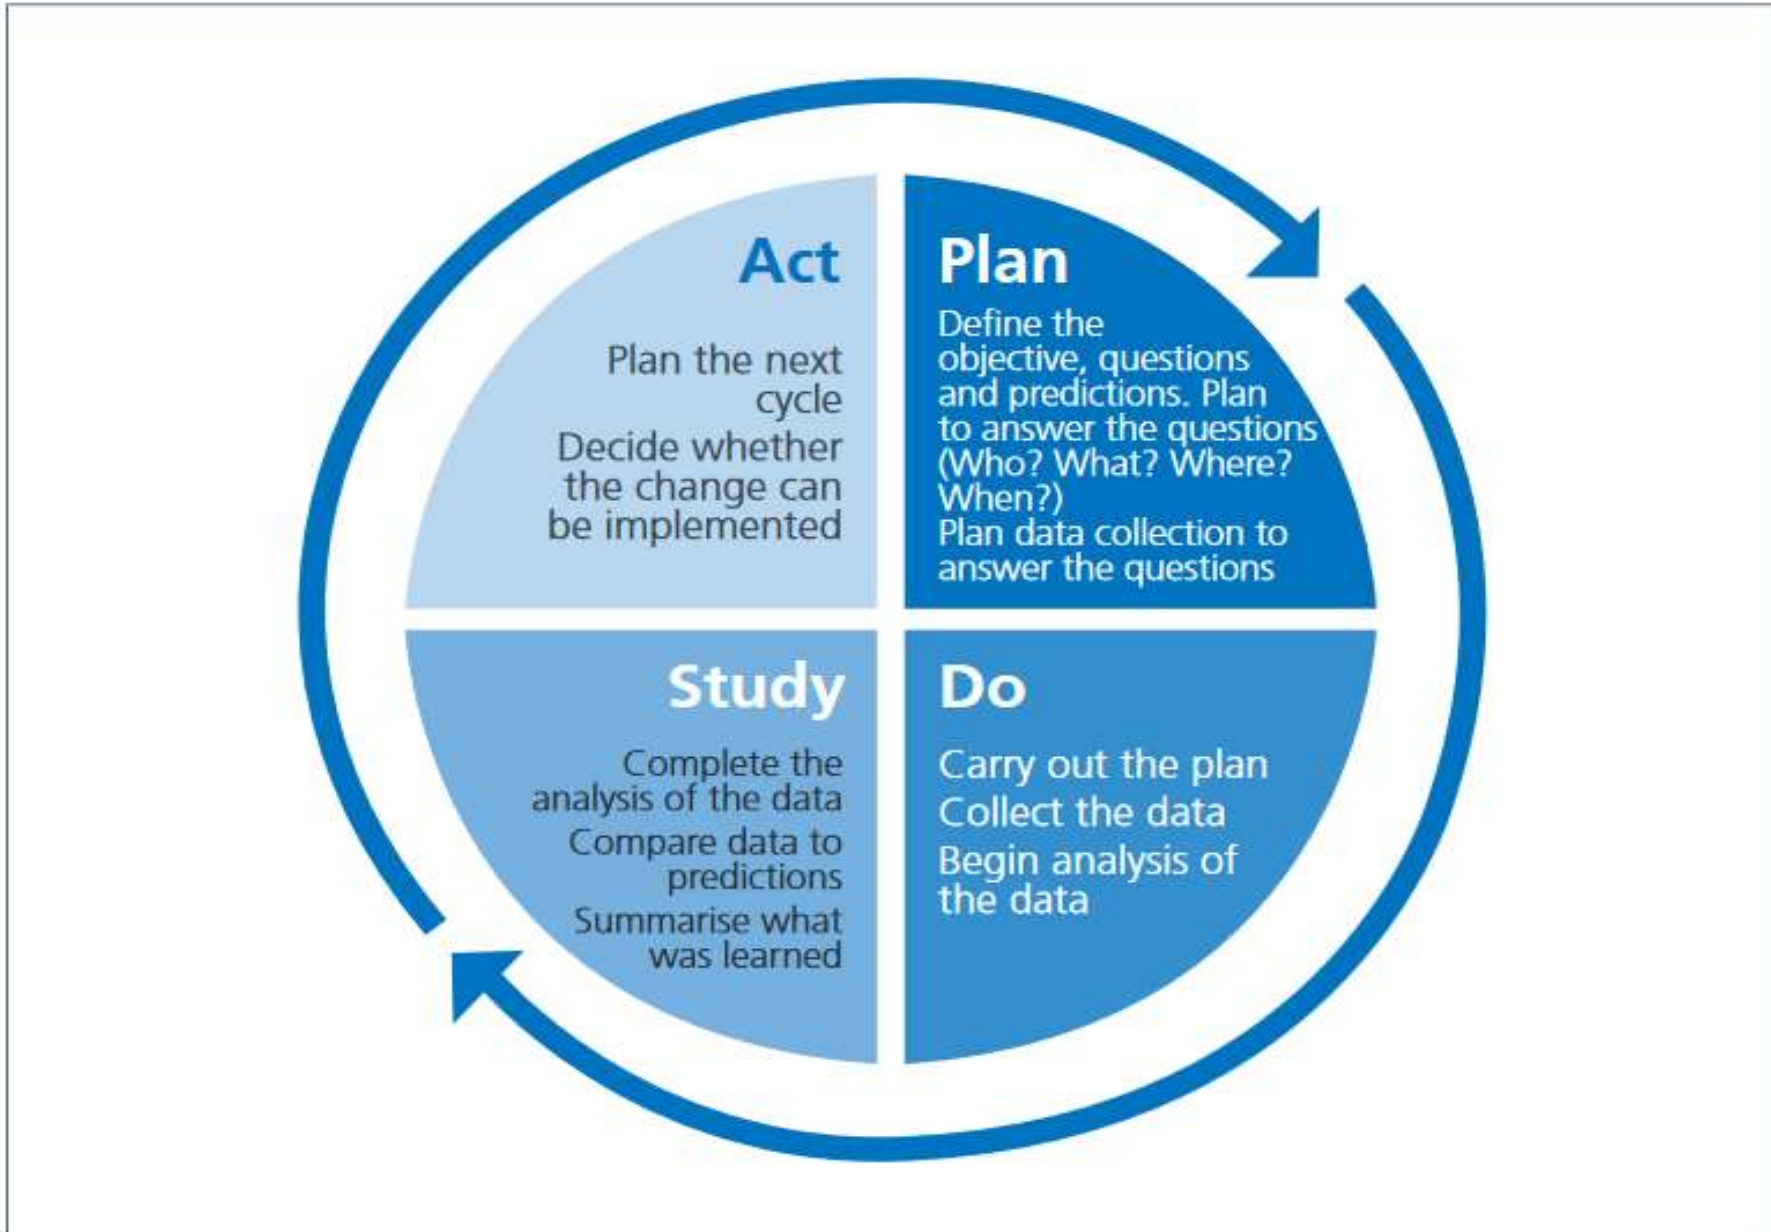 Act
Plan the next
cycle
Decide whether
the change can
be implemented
Plan
Define the
objective, questions
and predictions. Plan
to answer the questions
(Who? What? Where?
When?)
Plan data collection to
answer the questions
Study
Complete the
analysis of the data
Compare data to
predictions
Summarise what
was learned
Do
Carry out the plan
Collect the data
Begin analysis of
the data